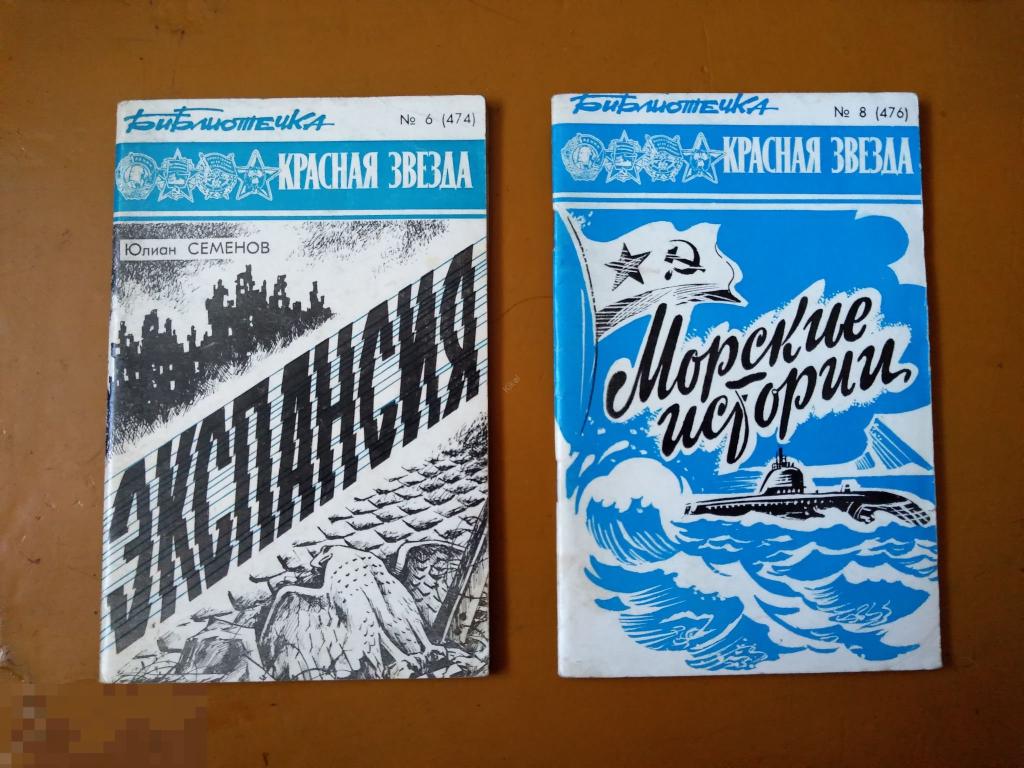 Библиотечка
№ 6 (474)
КРАСНАЯ ЗВЕЗДА
Юлиан СЕМЕНОВ
ЭКСПАНСИЯ
Библиотечка
№ 8 (476)
КРАСНАЯ ЗВЕЗДА
Морские
истории